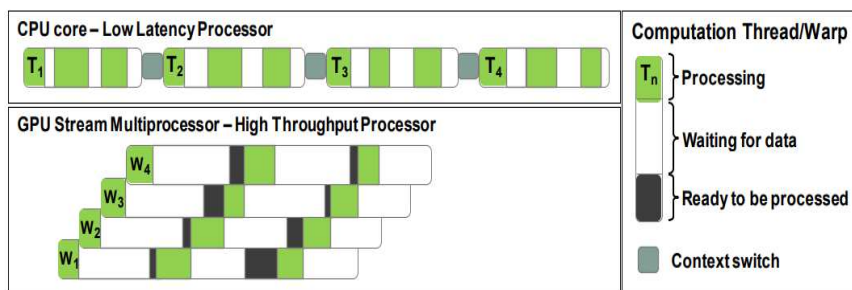 CPU core – Low Latency Processor
T1 T2 T3 T4
GPU Stream Multiprocessor – High Throughput Processor
W4
W3
W2
W1
Computation Thread/Warp
Tn Processing
Waiting for data
Ready to be processed
Context switch